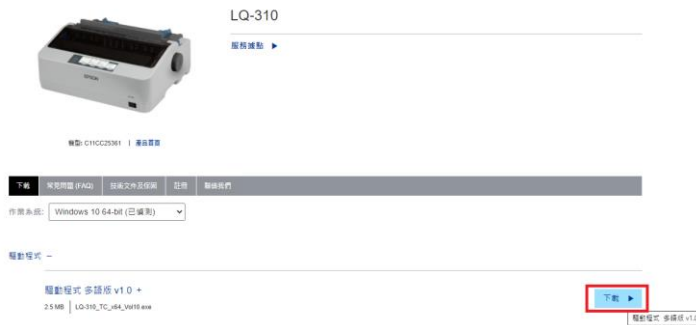 LQ-310
服務據點 ▶
EPSON
機型: C11CC25361 | 產品首頁
下載 常見問題 (FAQ) 技術文件及保固 註冊 聯絡我們
作業系統: Windows 10 64-bit (已偵測)
驅動程式 −
驅動程式 多語版 v1.0 +
下載 ▶
2.5 MB | LQ-310_TC_x64_Vol10.exe
驅動程式 多語版 v1.0